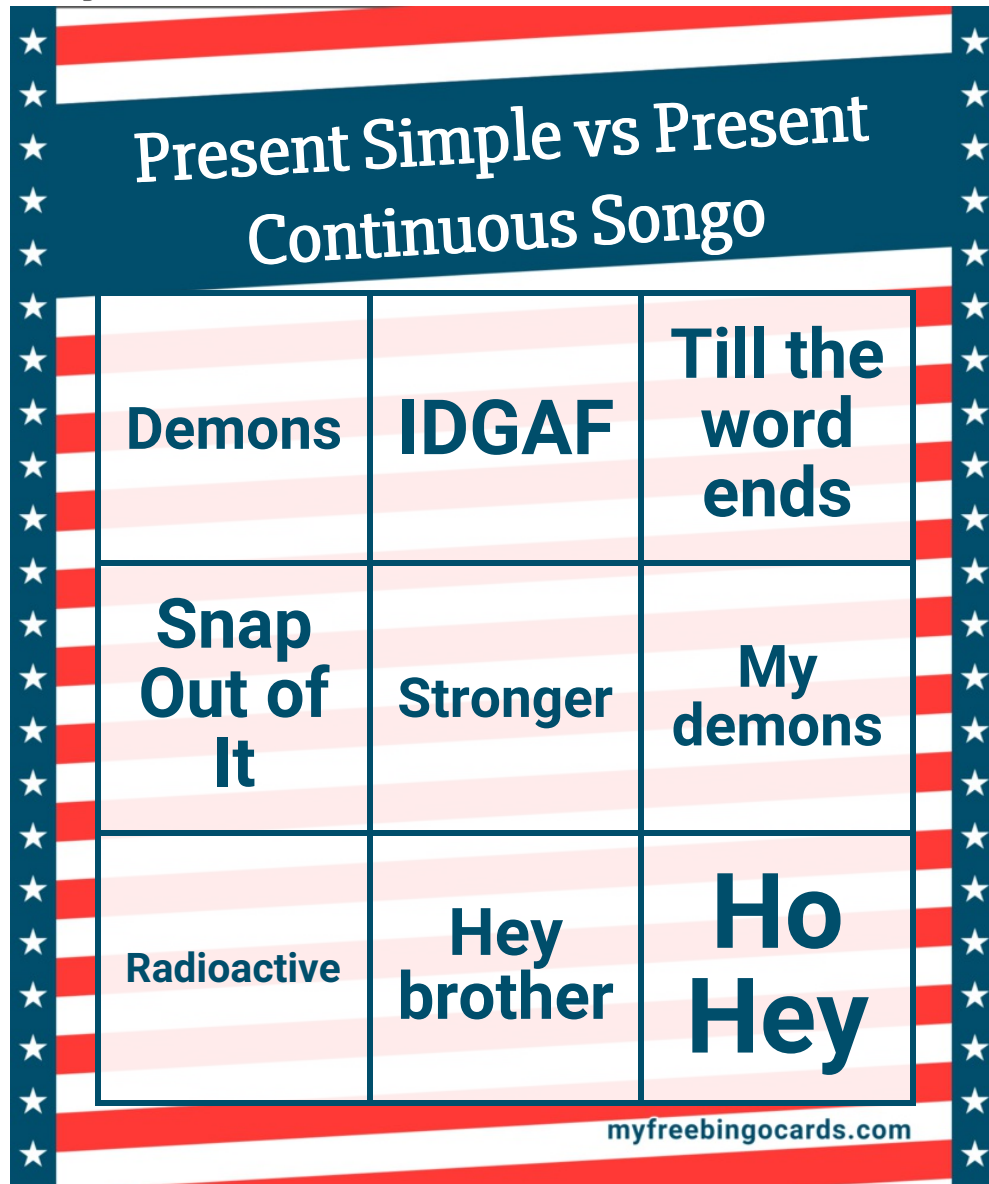 Present Simple vs Present
Continuous Songo
Demons
IDGAF
Till the
word
ends
Snap
Out of
It
Stronger
My
demons
Radioactive
Hey
brother
Ho
Hey
myfreebingocards.com